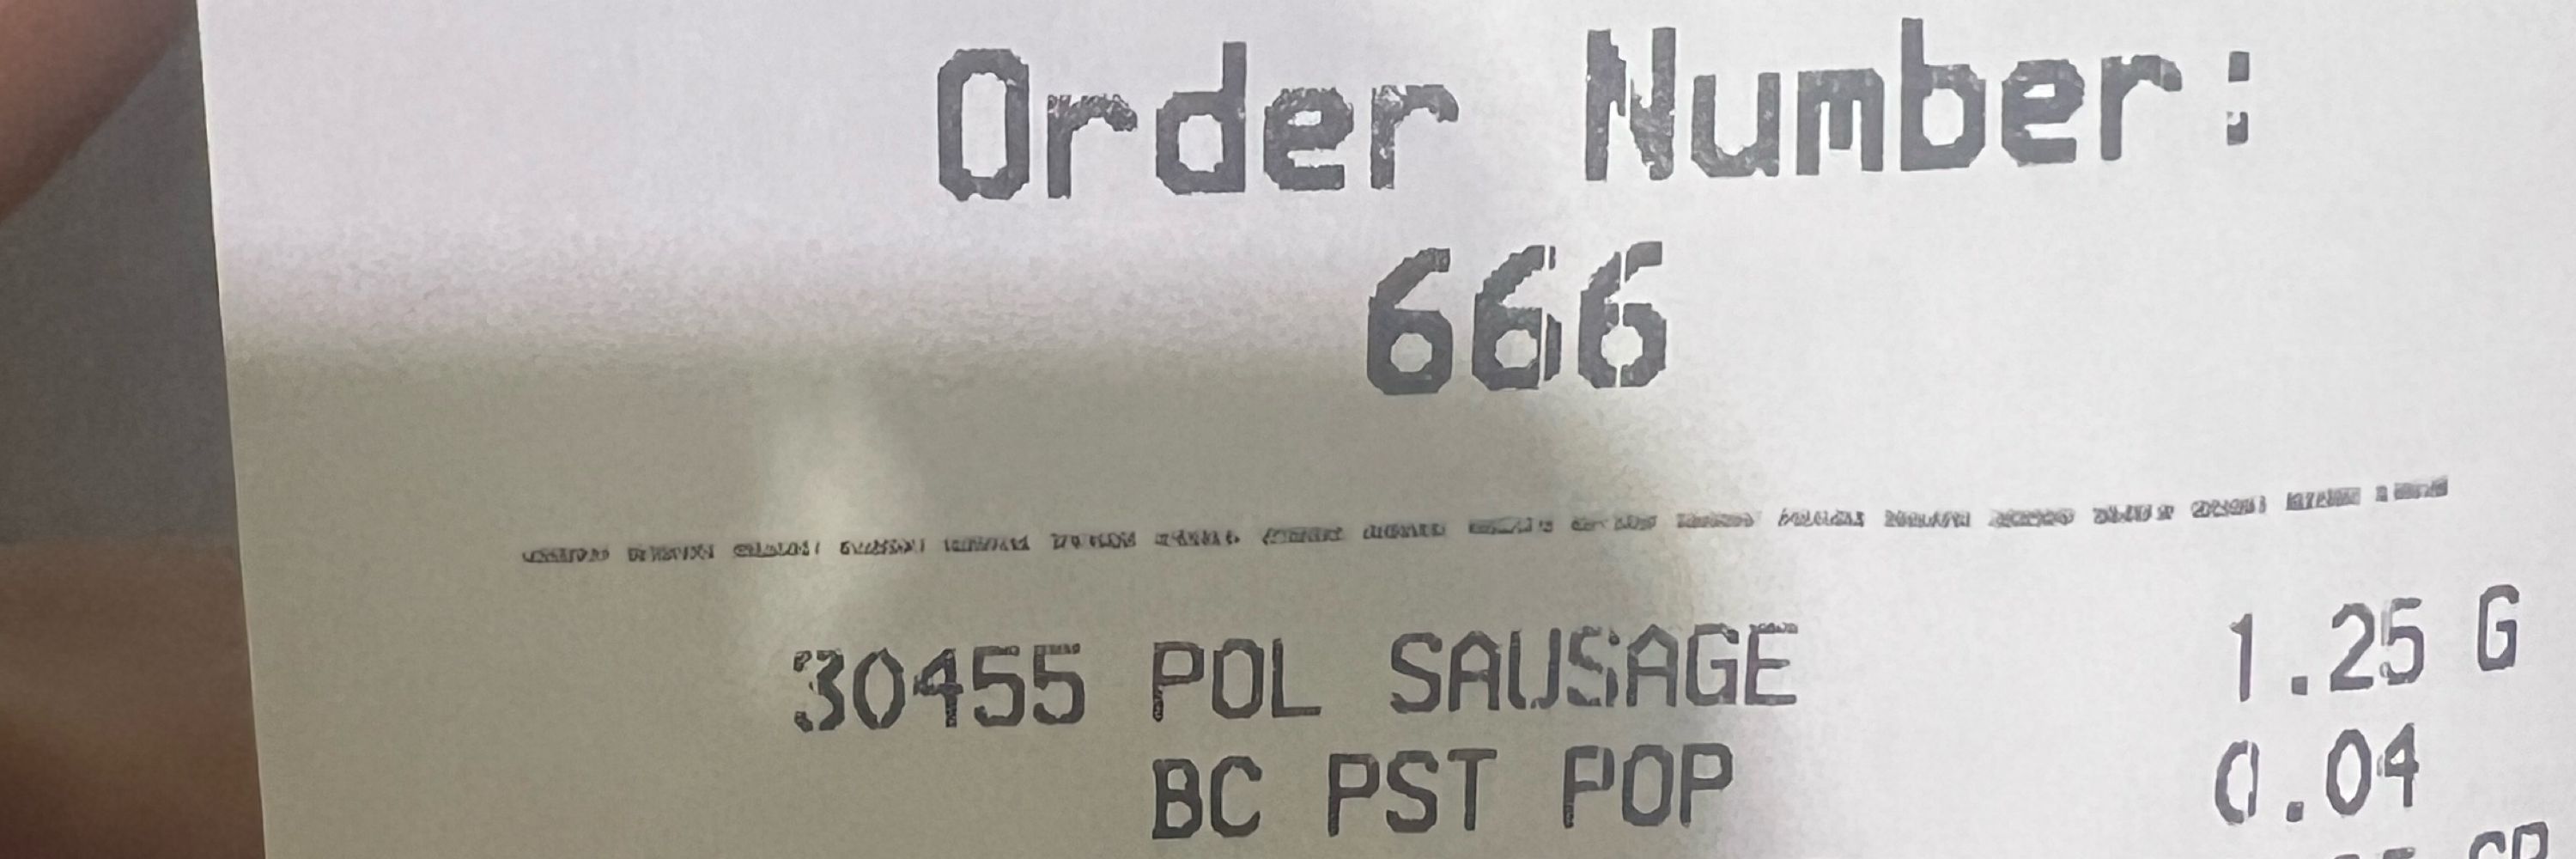 Order Number:
666
30455 POL SAUSAGE 1.25 G
BC PST POP 0.04